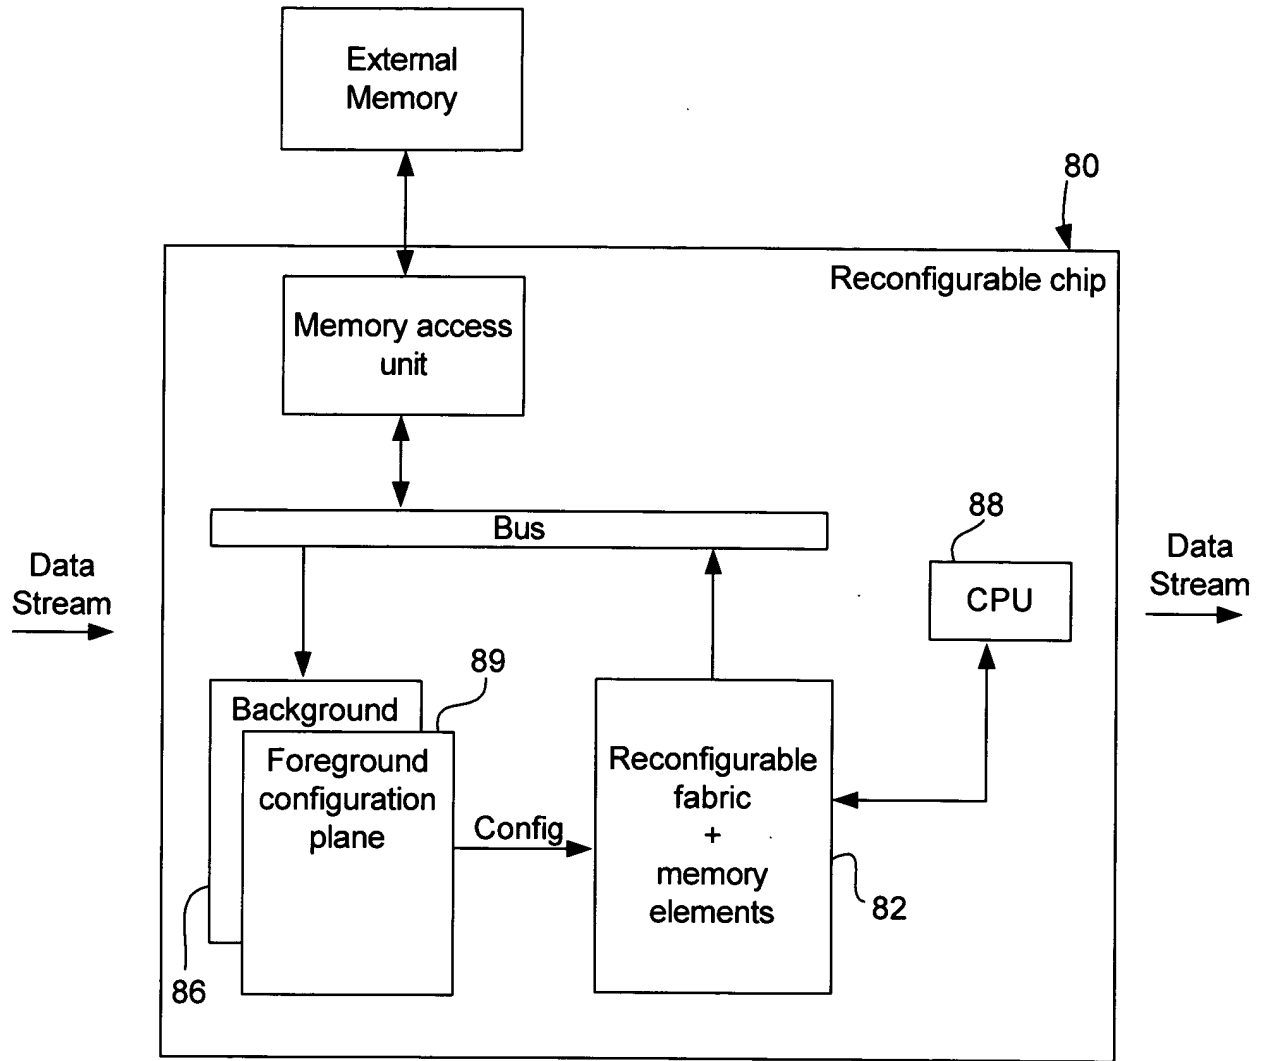 External
Memory
80
Reconfigurable chip
Memory access
unit
Bus
88
CPU
Data
Stream
Data
Stream
89
Background
Foreground
configuration
plane
Config
Reconfigurable
fabric
+
memory
elements
82
86